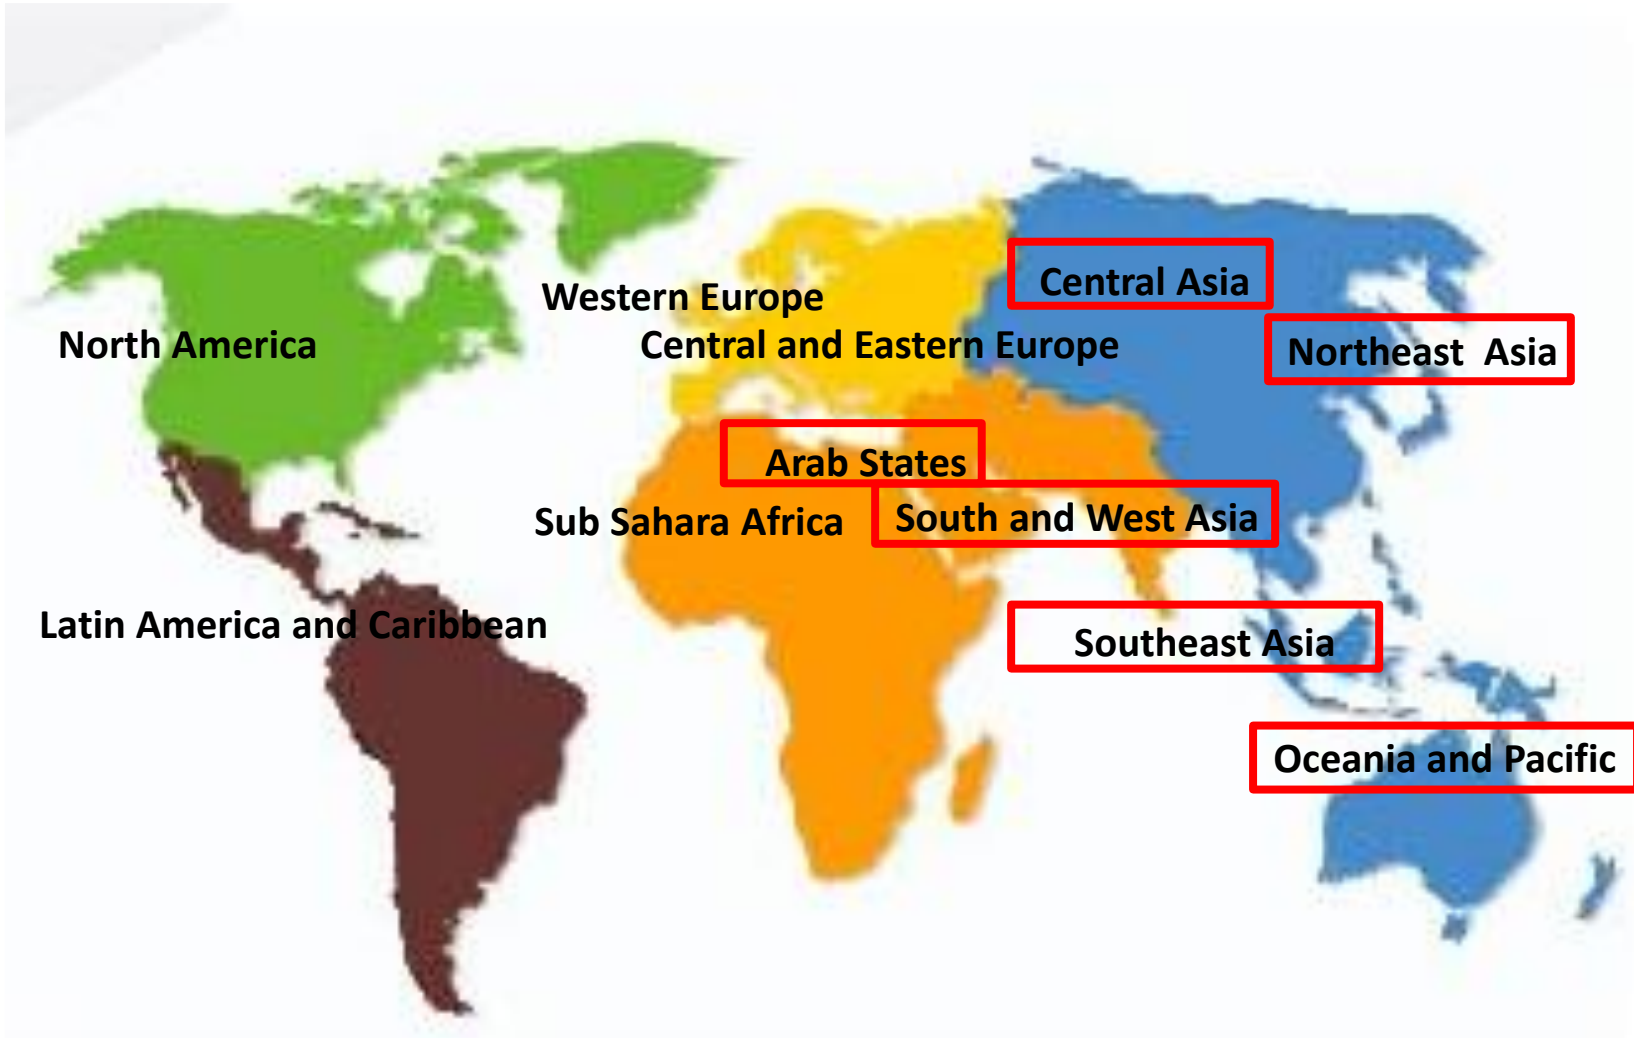 Central Asia
Western Europe
North America
Central and Eastern Europe
Northeast  Asia
Arab States
Sub Sahara Africa
South and West Asia
Latin America and Caribbean
Southeast Asia
Oceania and Pacific